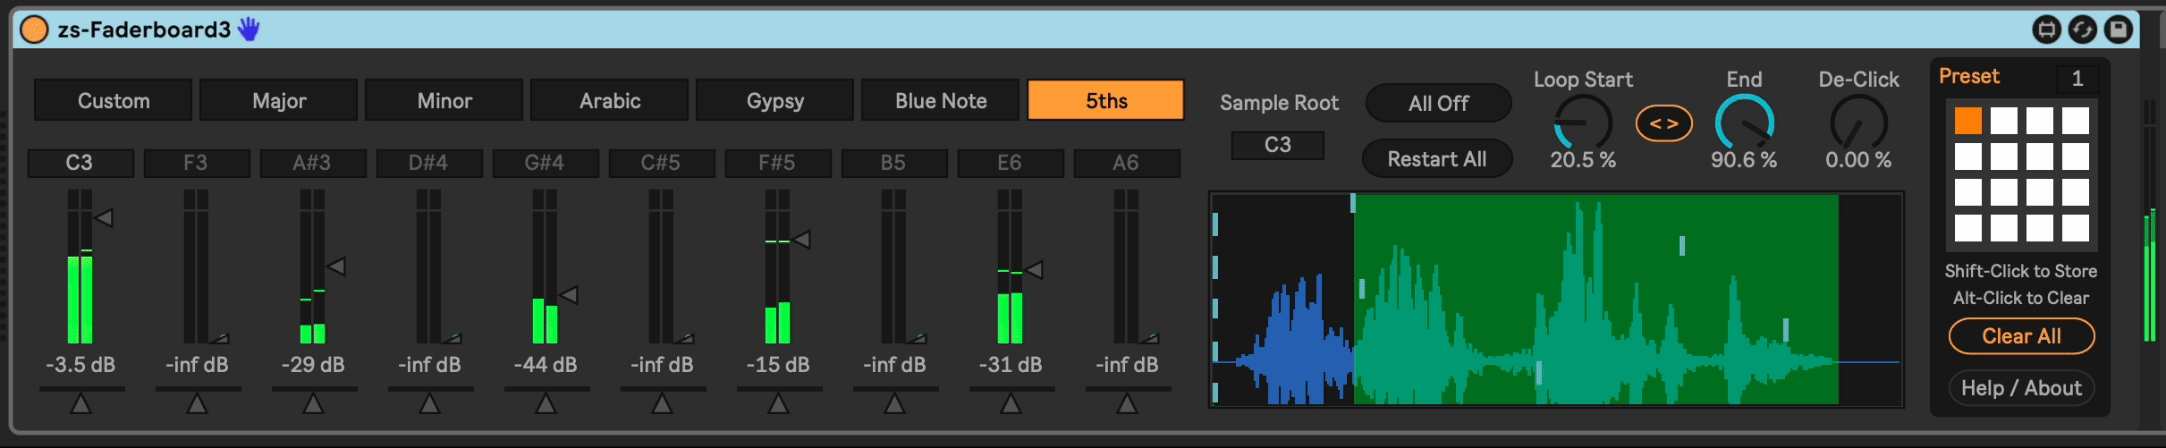 zs-Faderboard3
Custom Major Minor Arabic Gypsy Blue Note 5ths
C3 F3 A#3 D#4 G#4 C#5 F#5 B5 E6 A6
-3.5 dB -inf dB -29 dB -inf dB -44 dB -inf dB -15 dB -inf dB -31 dB -inf dB
Sample Root
C3
All Off
Restart All
Loop Start
20.5 %
< >
End
90.6 %
De-Click
0.00 %
Preset 1
Shift-Click to Store
Alt-Click to Clear
Clear All
Help / About